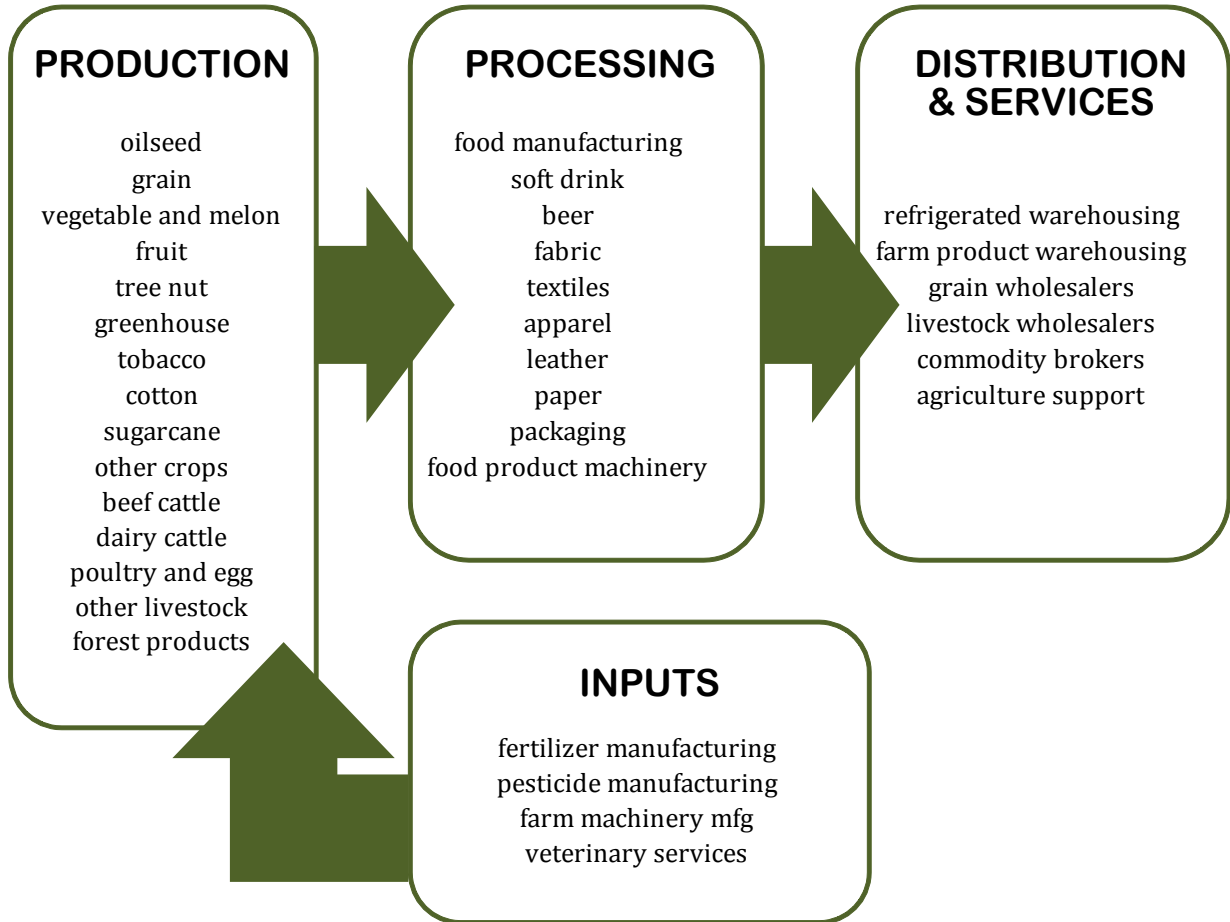 PRODUCTION
oilseed
grain
vegetable and melon
fruit
tree nut
greenhouse
tobacco
cotton
sugarcane
other crops
beef cattle
dairy cattle
poultry and egg
other livestock
forest products
PROCESSING
food manufacturing
soft drink
beer
fabric
textiles
apparel
leather
paper
packaging
food product machinery
DISTRIBUTION
& SERVICES
refrigerated warehousing
farm product warehousing
grain wholesalers
livestock wholesalers
commodity brokers
agriculture support
INPUTS
fertilizer manufacturing
pesticide manufacturing
farm machinery mfg
veterinary services